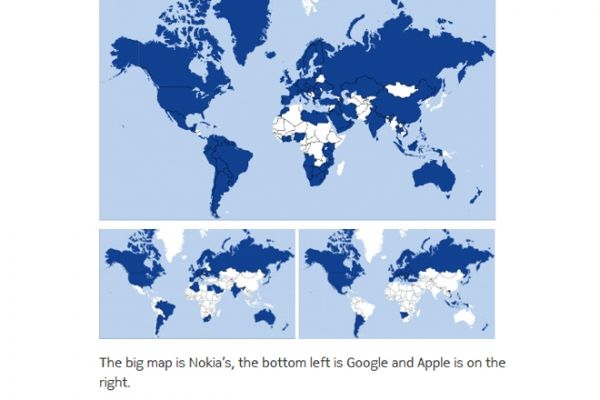 The big map is Nokia's, the bottom left is Google and Apple is on the
right.